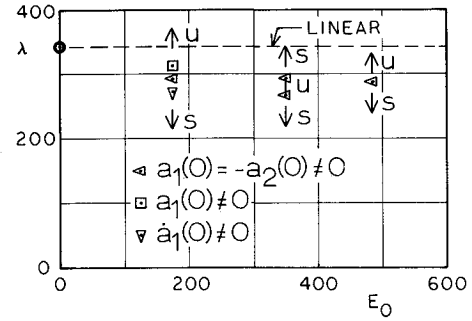 400
λ
LINEAR
u
s
u
u
s
s
s
200
a₁(0)=-a₂(0)≠0
a₁(0)≠0
ȧ₁(0)≠0
0
0 200 400 600
E₀